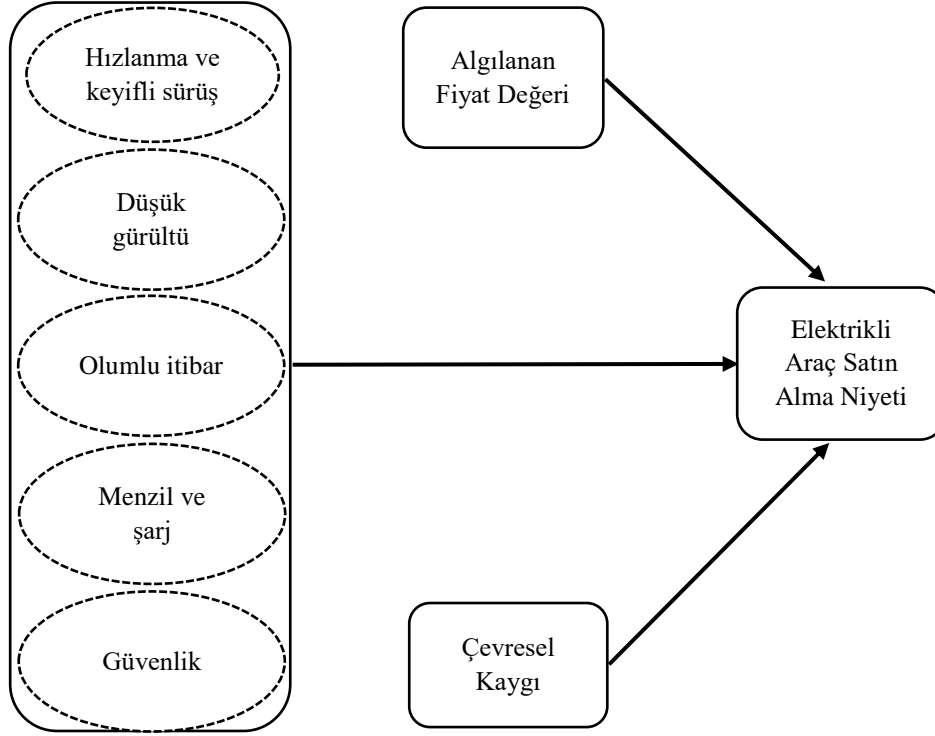 Hızlanma ve
keyifli sürüş
Düşük
gürültü
Olumlu itibar
Menzil ve
şarj
Güvenlik
Algılanan
Fiyat Değeri
Çevresel
Kaygı
Elektrikli
Araç Satın
Alma Niyeti